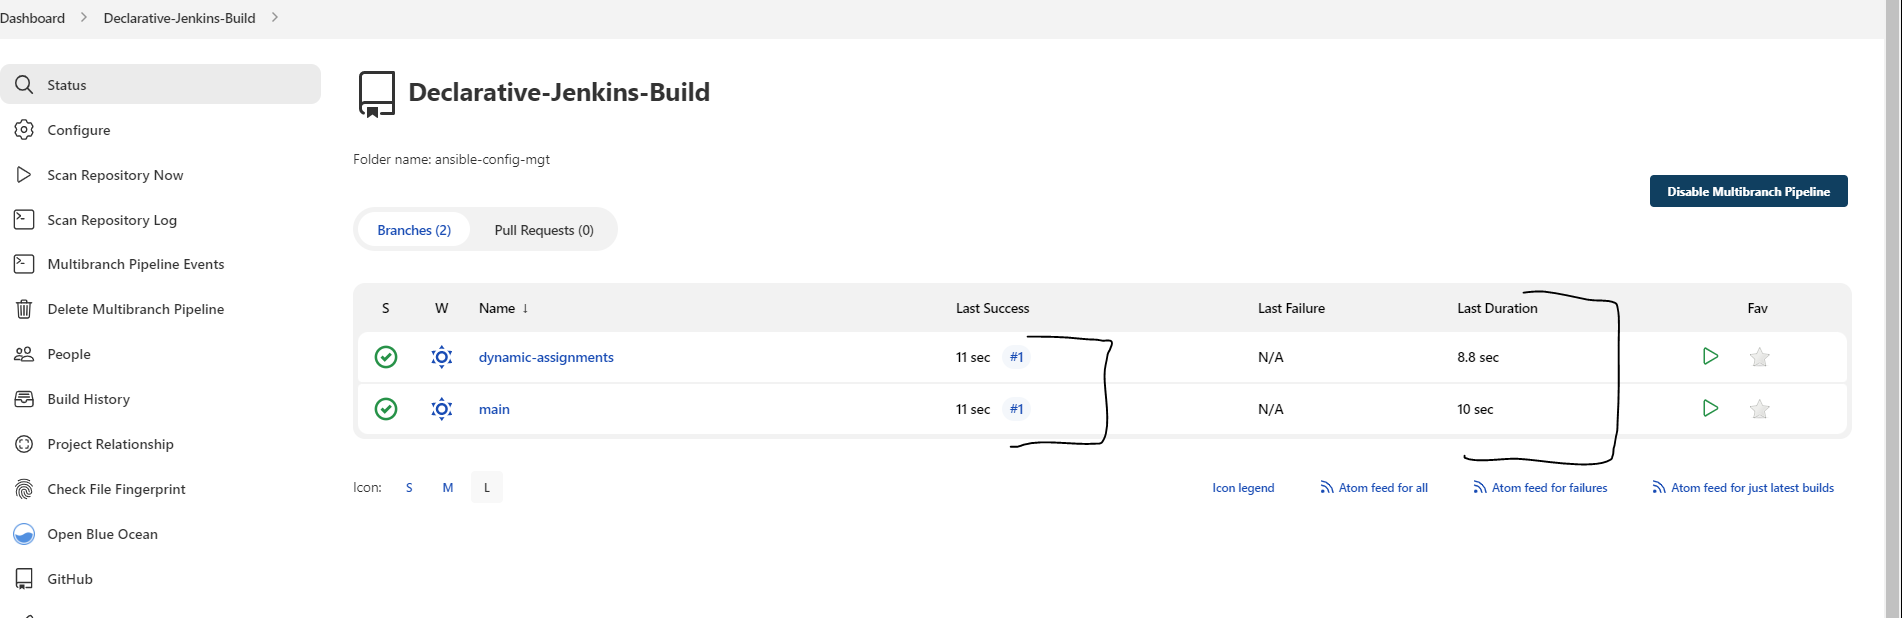 Dashboard > Declarative-Jenkins-Build >
Status
Configure
Scan Repository Now
Scan Repository Log
Multibranch Pipeline Events
Delete Multibranch Pipeline
People
Build History
Project Relationship
Check File Fingerprint
Open Blue Ocean
GitHub
Declarative-Jenkins-Build
Folder name: ansible-config-mgt
Disable Multibranch Pipeline
Branches (2) Pull Requests (0)
S W Name ↓ Last Success Last Failure Last Duration Fav
dynamic-assignments 11 sec #1 N/A 8.8 sec
main 11 sec #1 N/A 10 sec
Icon: S M L Icon legend Atom feed for all Atom feed for failures Atom feed for just latest builds